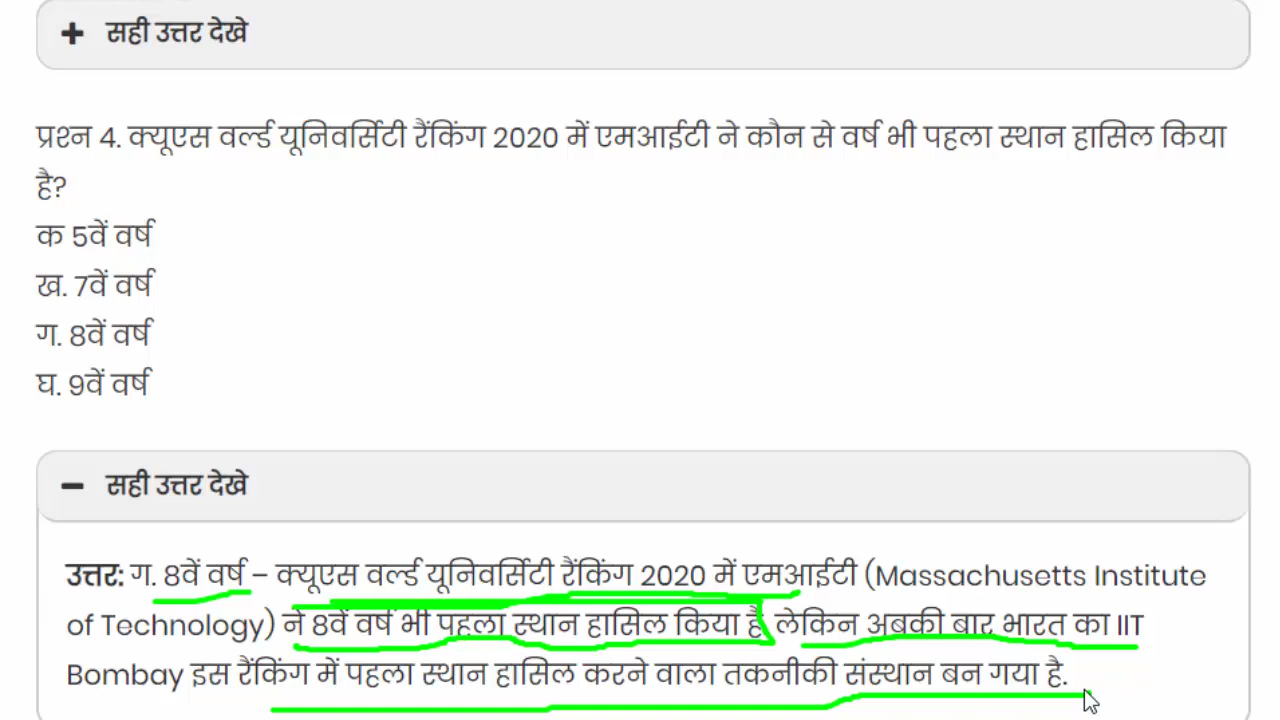 सही उत्तर देखे
प्रश्न 4. क्यूएस वर्ल्ड यूनिवर्सिटी रैंकिंग 2020 में एमआईटी ने कौन से वर्ष भी पहला स्थान हासिल किया
है?
क 5वें वर्ष
ख. 7वें वर्ष
ग. 8वें वर्ष
घ. 9वें वर्ष
सही उत्तर देखे
उत्तर: ग. 8वें वर्ष – क्यूएस वर्ल्ड यूनिवर्सिटी रैंकिंग 2020 में एमआईटी (Massachusetts Institute
of Technology) ने 8वें वर्ष भी पहला स्थान हासिल किया है. लेकिन अबकी बार भारत का IIT
Bombay इस रैंकिंग में पहला स्थान हासिल करने वाला तकनीकी संस्थान बन गया है.